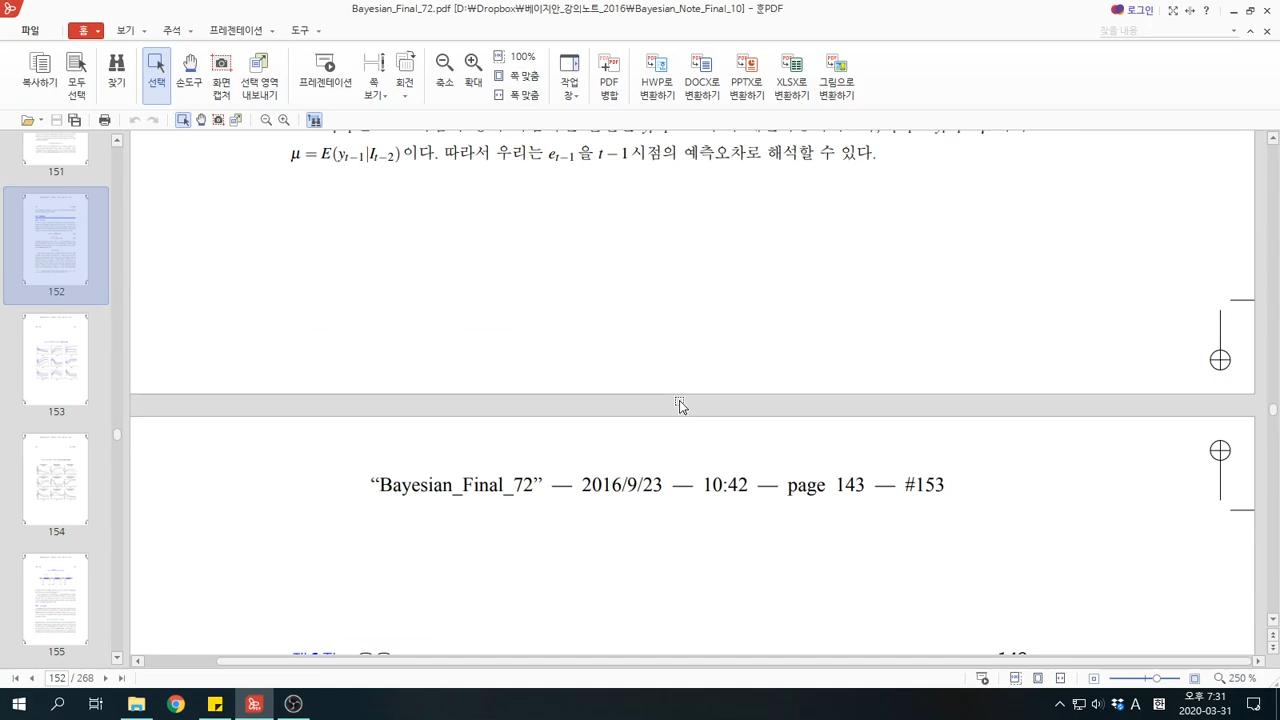 Bayesian_Final_72.pdf [D:₩Dropbox₩베이지안_강의노트_2016₩Bayesian_Note_Final_10] - 훈PDF
로그인
파일 홈 보기 주석 프레젠테이션 도구
찾을 내용
복사하기
모두 선택
찾기
선택
손도구
화면 캡처
선택 영역 내보내기
프레젠테이션
쪽 보기
회전
축소
확대
100%
쪽 맞춤
쪽 맞춤
작업 창
PDF 병합
HWP로 변환하기
DOCX로 변환하기
PPTX로 변환하기
XLSX로 변환하기
그림으로 변환하기
151
152
153
154
155
μ = E(y_{t−1}|I_{t−2})이다. 따라서 우리는 e_{t−1}을 t−1시점의 예측오차로 해석할 수 있다.
“Bayesian_Final_72” — 2016/9/23 — 10:42 — page 143 — #153
152 / 268
250 %
A 한
오후 7:31
2020-03-31